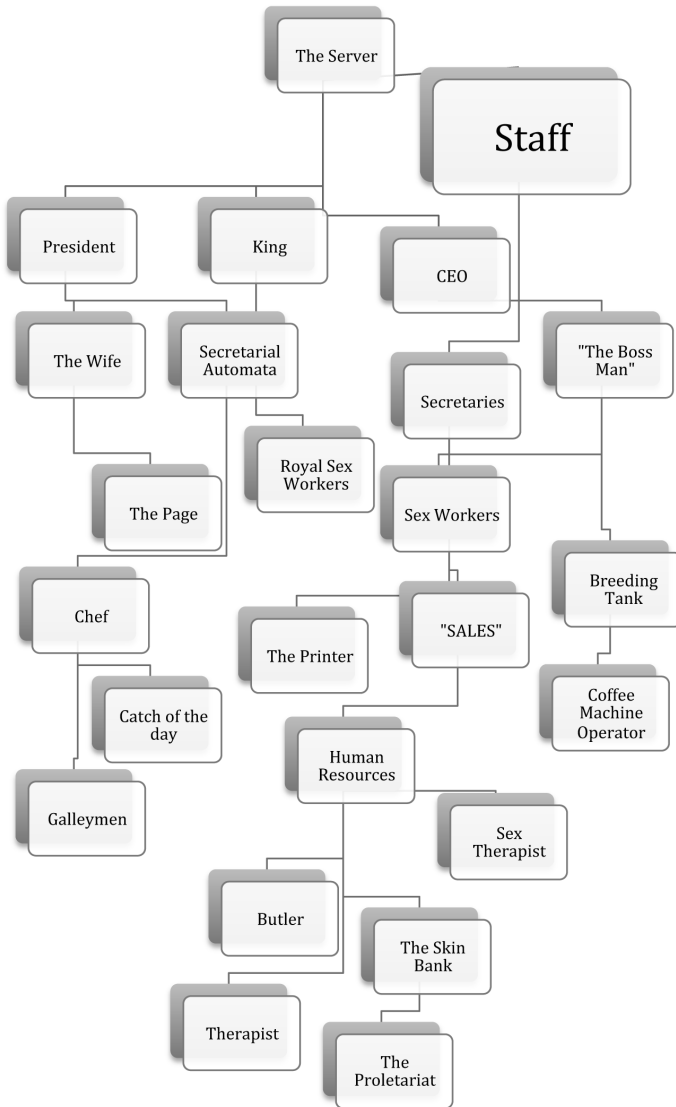 The Server
Staff
President
King
CEO
The Wife
Secretarial
Automata
"The Boss
Man"
Secretaries
Royal Sex
Workers
The Page
Sex Workers
Breeding
Tank
Chef
"SALES"
The Printer
Catch of the
day
Coffee
Machine
Operator
Human
Resources
Galleymen
Sex
Therapist
Butler
The Skin
Bank
Therapist
The
Proletariat